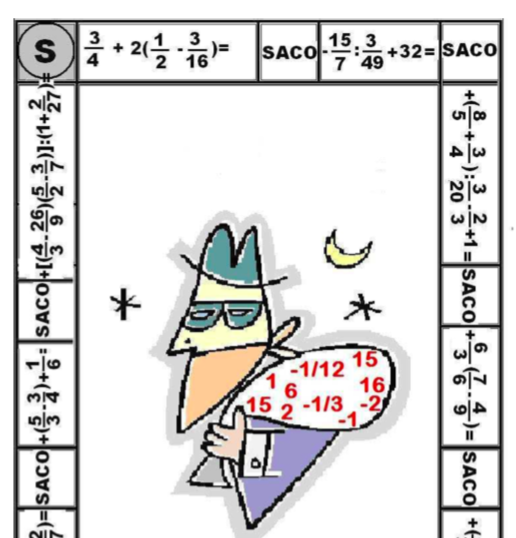 S
3/4 + 2(1/2 - 3/16)=
SACO
-15/7 : 3/49 +32=
SACO
+(8/5 + 3/4):3/20 - 2/3 +1=
SACO
+6/3(7/6 - 4/9)=
SACO
+(-
-1/12 15
1 6 16
15 2 -1/3 -2
-1
SACO+(5/3 - 3/4)+1/6=
SACO+[(4/3 - 26/9)(5/2 - 3/7)]:(1+2/27)=